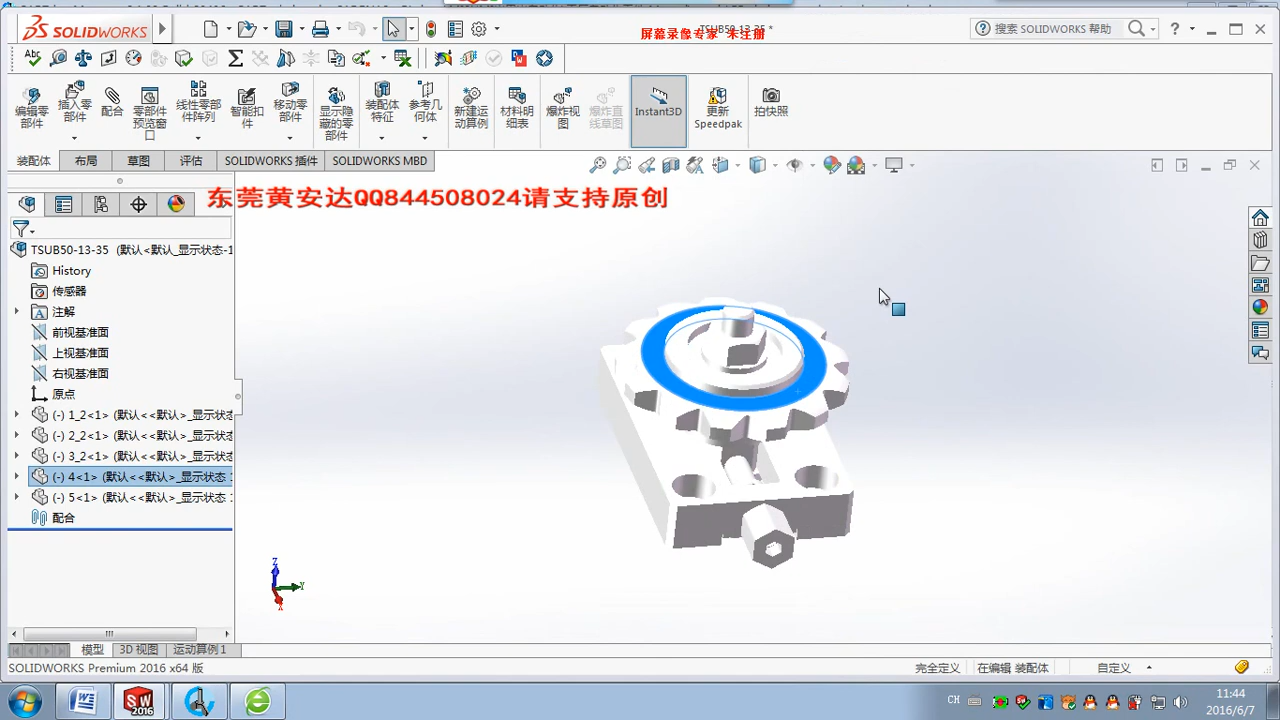 SOLIDWORKS
屏幕录像专家 未注册
TSUB50-13-35 *
搜索 SOLIDWORKS 帮助
编辑零部件
插入零部件
配合
零部件预览窗口
线性零部件阵列
智能扣件
移动零部件
显示隐藏的零部件
装配体特征
参考几何体
新建运动算例
材料明细表
爆炸视图
爆炸直线草图
Instant3D
更新 Speedpak
拍快照
装配体 布局 草图 评估 SOLIDWORKS 插件 SOLIDWORKS MBD
东莞黄安达QQ844508024请支持原创
TSUB50-13-35 (默认<默认_显示状态-1
History
传感器
注解
前视基准面
上视基准面
右视基准面
原点
(-) 1_2<1> (默认<<默认>_显示状态
(-) 2_2<1> (默认<<默认>_显示状态
(-) 3_2<1> (默认<<默认>_显示状态
(-) 4<1> (默认<<默认>_显示状态
(-) 5<1> (默认<<默认>_显示状态
配合
Z
Y
X
模型 3D 视图 运动算例1
SOLIDWORKS Premium 2016 x64 版
完全定义 在编辑 装配体 自定义
SW 2016
CH
11:44
2016/6/7